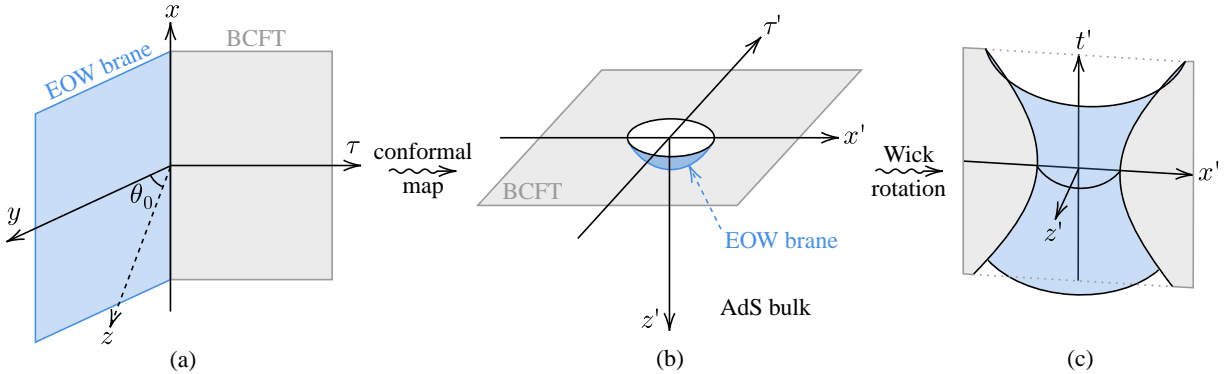 x
BCFT
EOW brane
τ
θ₀
y
z
(a)
conformal
map
τ'
x'
BCFT
EOW brane
z'
AdS bulk
(b)
Wick
rotation
t'
x'
z'
(c)